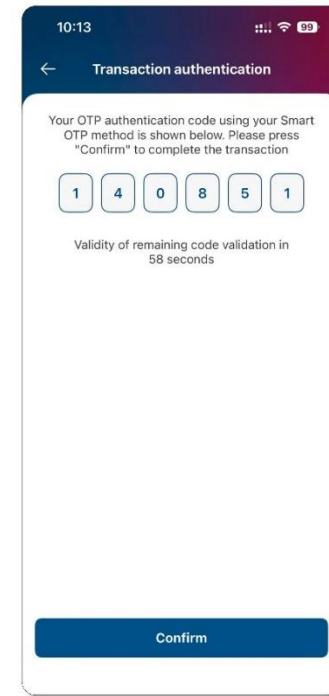 10:13
99
Transaction authentication
Your OTP authentication code using your Smart
OTP method is shown below. Please press
"Confirm" to complete the transaction
1 4 0 8 5 1
Validity of remaining code validation in
58 seconds
Confirm